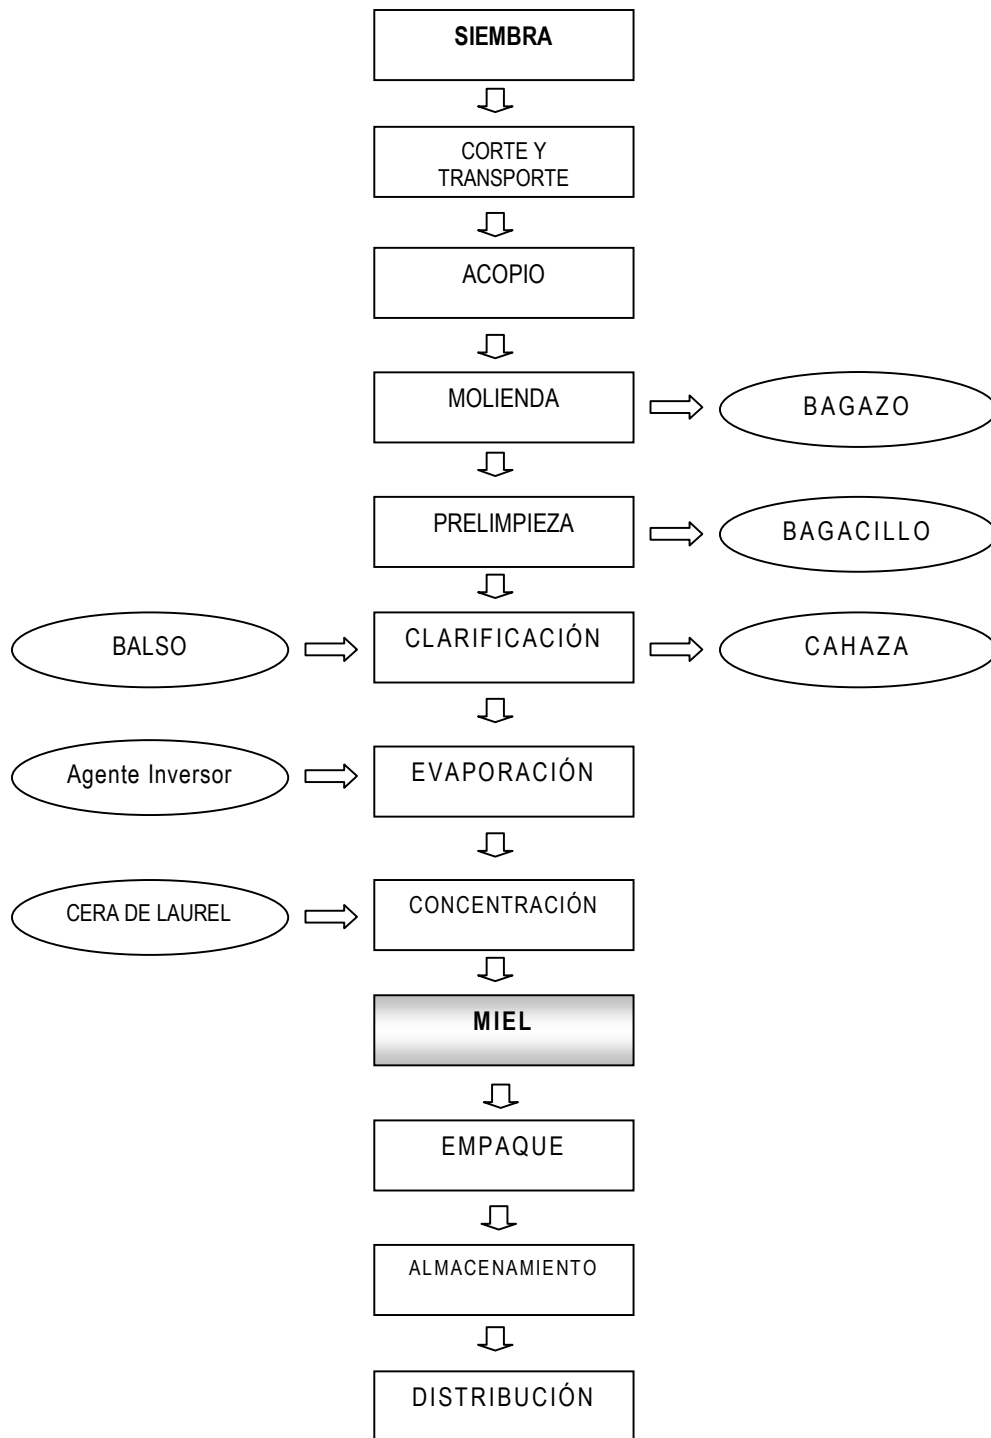 SIEMBRA
CORTE Y
TRANSPORTE
ACOPIO
MOLIENDA
BAGAZO
PRELIMPIEZA
BAGACILLO
BALSO
CLARIFICACIÓN
CAHAZA
Agente Inversor
EVAPORACIÓN
CERA DE LAUREL
CONCENTRACIÓN
MIEL
EMPAQUE
ALMACENAMIENTO
DISTRIBUCIÓN